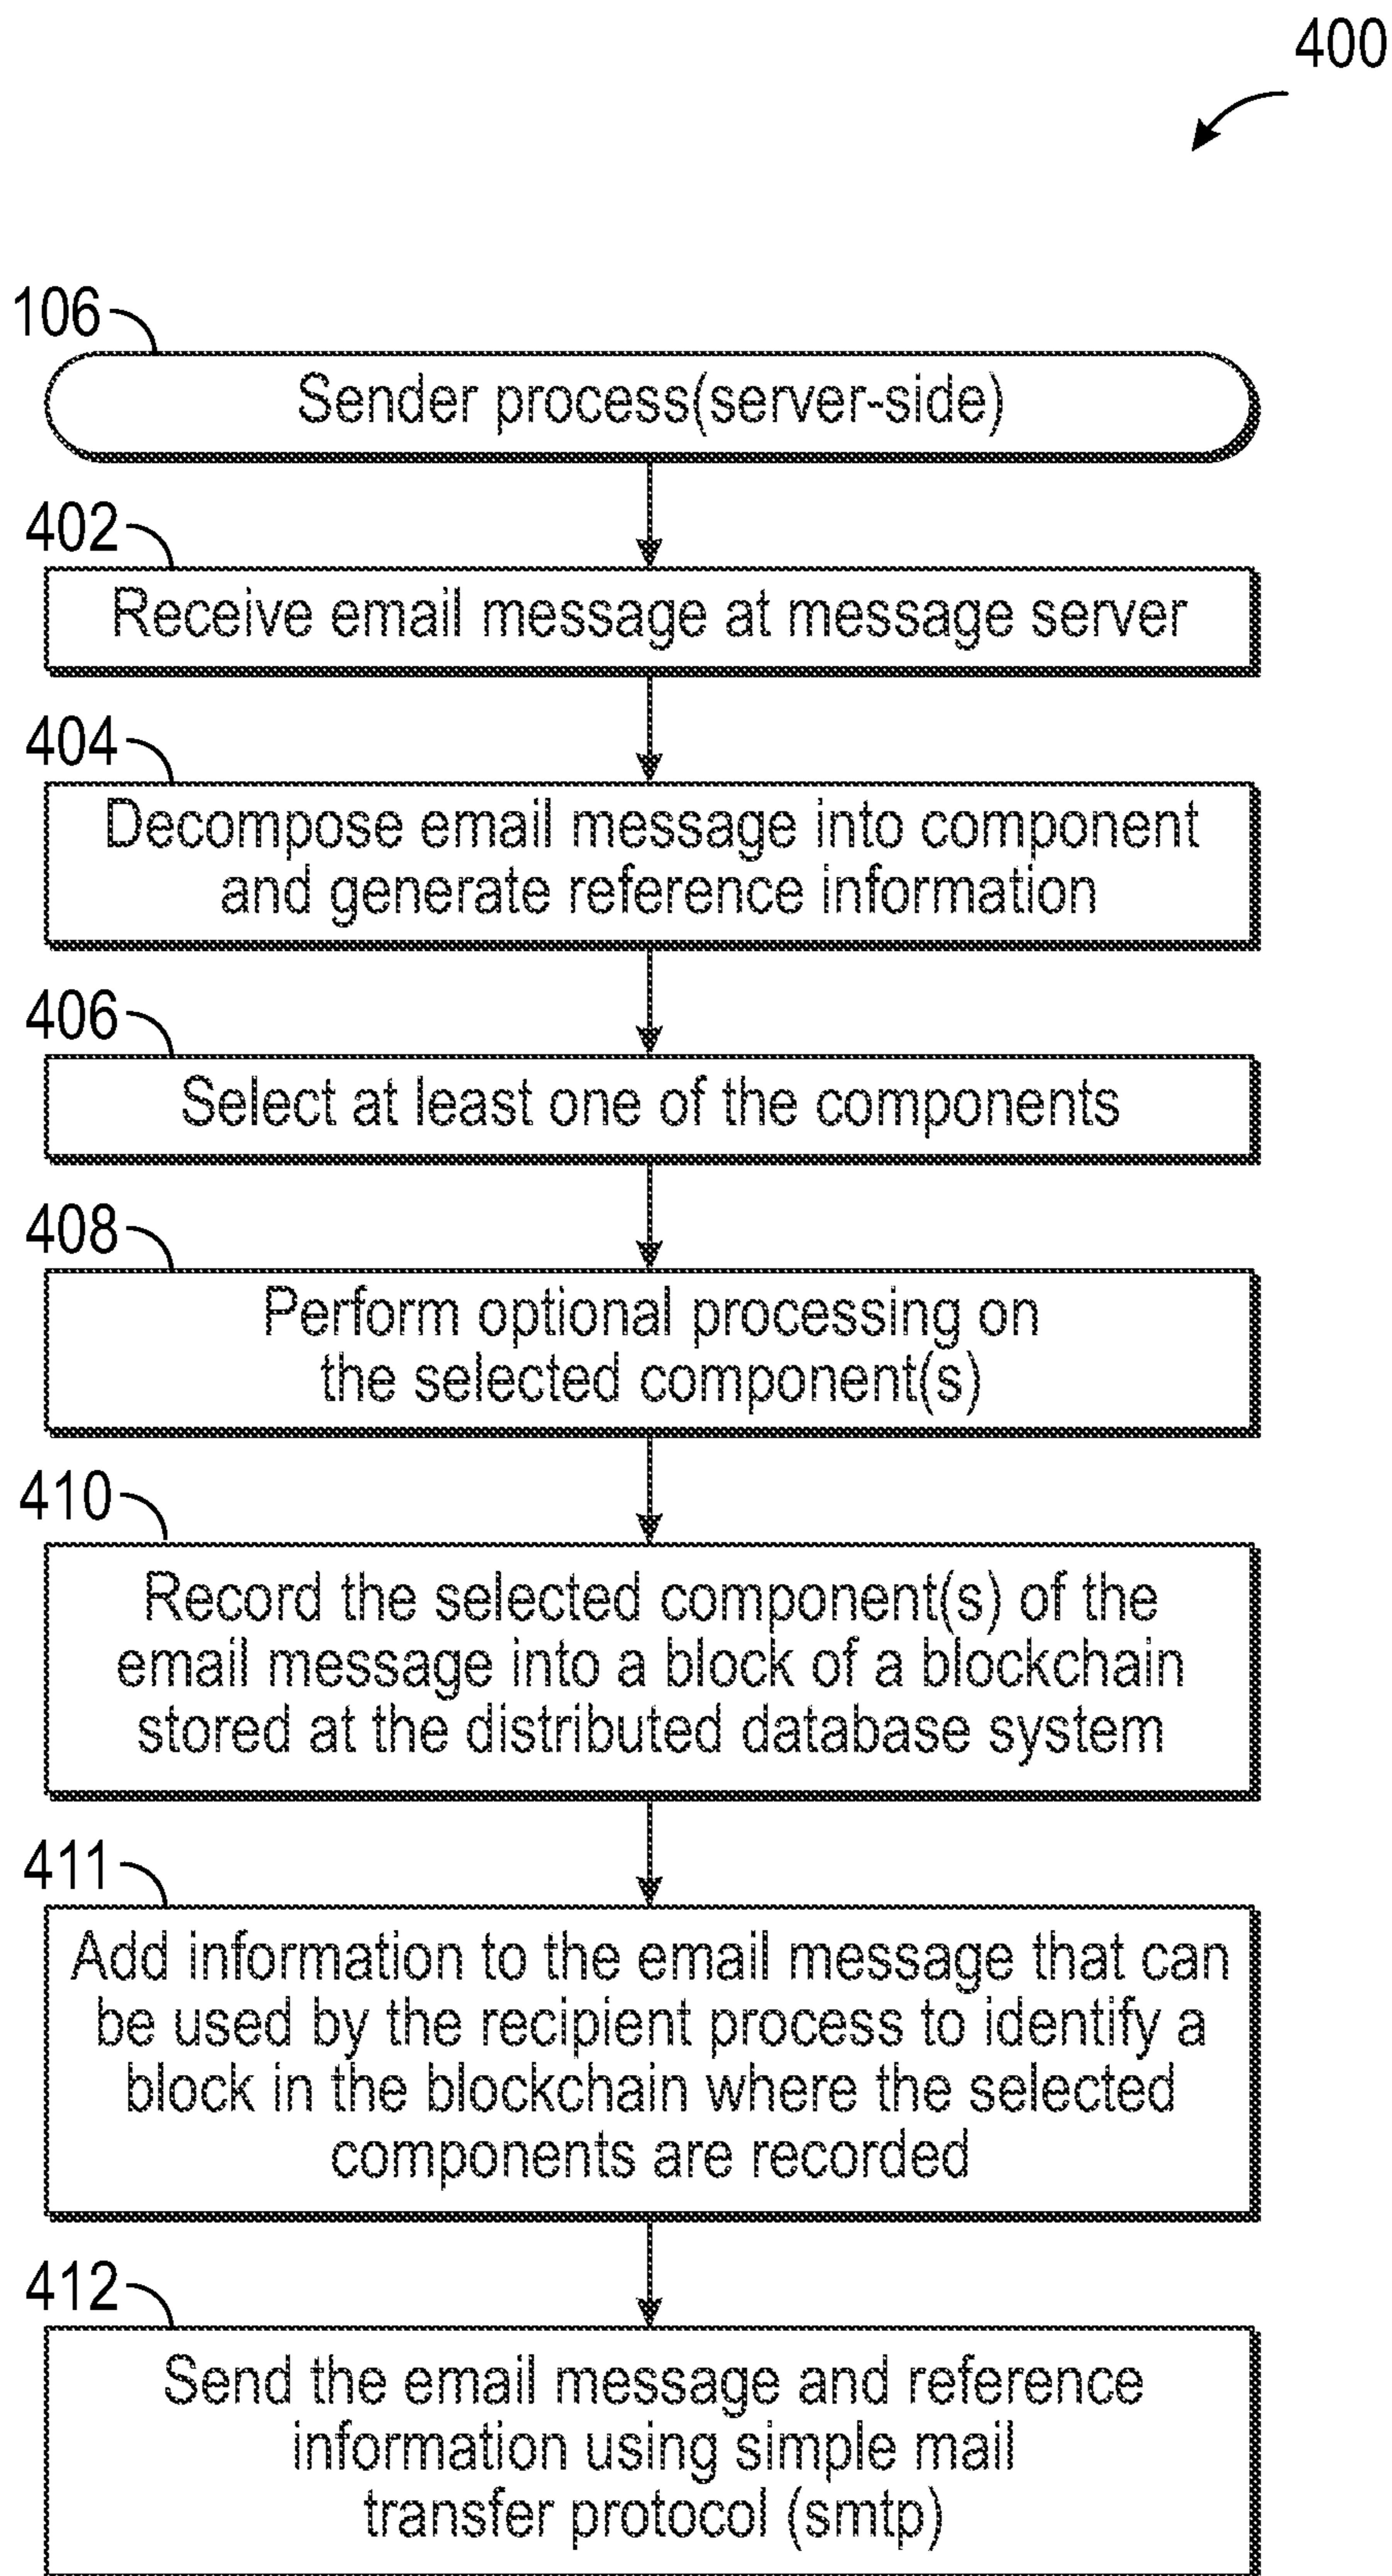 400
106
Sender process(server-side)
402
Receive email message at message server
404
Decompose email message into component
and generate reference information
406
Select at least one of the components
408
Perform optional processing on
the selected component(s)
410
Record the selected component(s) of the
email message into a block of a blockchain
stored at the distributed database system
411
Add information to the email message that can
be used by the recipient process to identify a
block in the blockchain where the selected
components are recorded
412
Send the email message and reference
information using simple mail
transfer protocol (smtp)